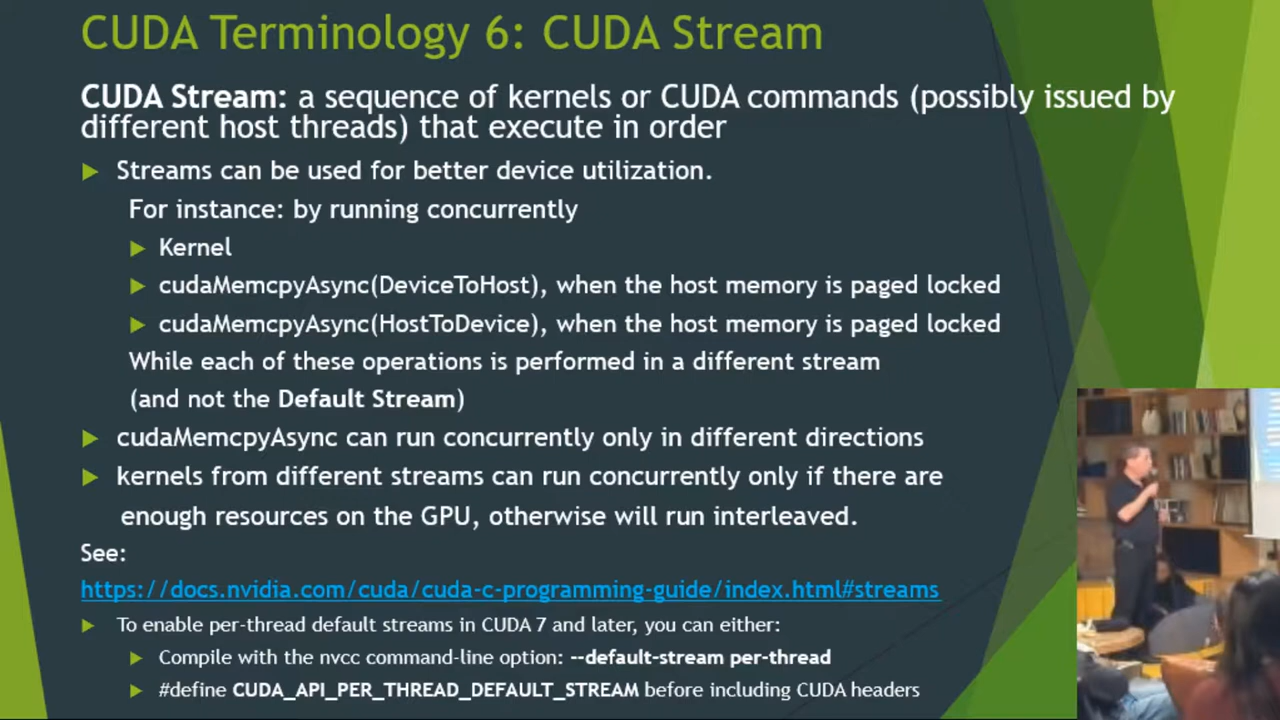 CUDA Terminology 6: CUDA Stream
CUDA Stream: a sequence of kernels or CUDA commands (possibly issued by
different host threads) that execute in order
Streams can be used for better device utilization.
For instance: by running concurrently
Kernel
cudaMemcpyAsync(DeviceToHost), when the host memory is paged locked
cudaMemcpyAsync(HostToDevice), when the host memory is paged locked
While each of these operations is performed in a different stream
(and not the Default Stream)
cudaMemcpyAsync can run concurrently only in different directions
kernels from different streams can run concurrently only if there are
enough resources on the GPU, otherwise will run interleaved.
See:
https://docs.nvidia.com/cuda/cuda-c-programming-guide/index.html#streams
To enable per-thread default streams in CUDA 7 and later, you can either:
Compile with the nvcc command-line option: --default-stream per-thread
#define CUDA_API_PER_THREAD_DEFAULT_STREAM before including CUDA headers